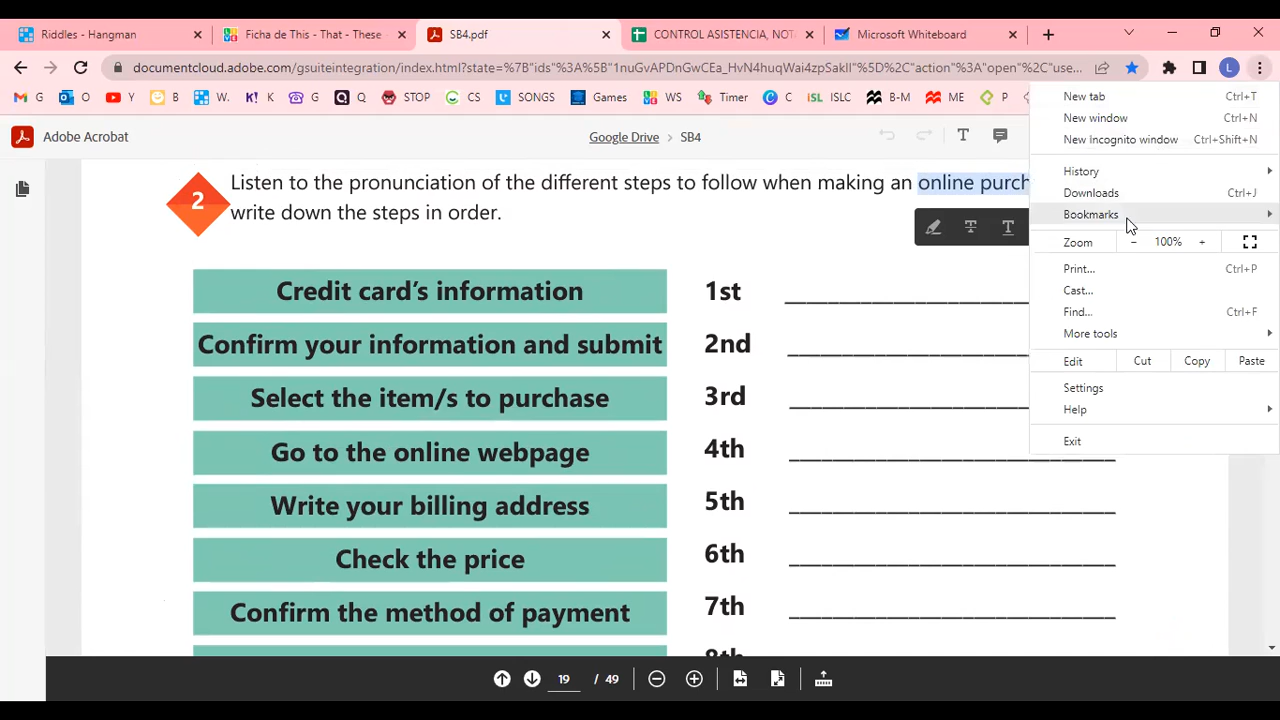 Riddles - Hangman
Ficha de This - That - These
SB4.pdf
CONTROL ASISTENCIA, NOT
Microsoft Whiteboard
documentcloud.adobe.com/gsuiteintegration/index.html?state=%7B"ids"%3A%5B"1nuGvAPDnGwCEa_HvN4huqWai4zpSakII"%5D%2C"action"%3A"open"%2C"use...
L
G
O
Y
B
W.
K!
K
G
Q
STOP
CS
SONGS
Games
WS
Timer
C
iSL ISLC
B-M
ME
P
Adobe Acrobat
Google Drive
SB4
New tab Ctrl+T
New window Ctrl+N
New Incognito window Ctrl+Shift+N
History
Downloads Ctrl+J
Bookmarks
Zoom - 100% +
Print... Ctrl+P
Cast...
Find... Ctrl+F
More tools
Edit Cut Copy Paste
Settings
Help
Exit
2
Listen to the pronunciation of the different steps to follow when making an online purch
write down the steps in order.
Credit card's information 1st
Confirm your information and submit 2nd
Select the item/s to purchase 3rd
Go to the online webpage 4th
Write your billing address 5th
Check the price 6th
Confirm the method of payment 7th
8th
19 / 49